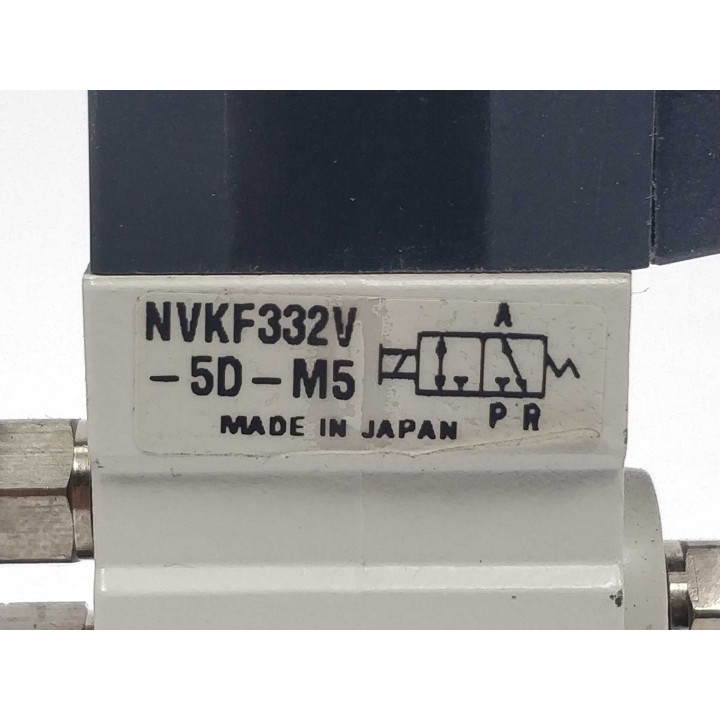 NVKF332V
-5D-M5
MADE IN JAPAN
A
P R